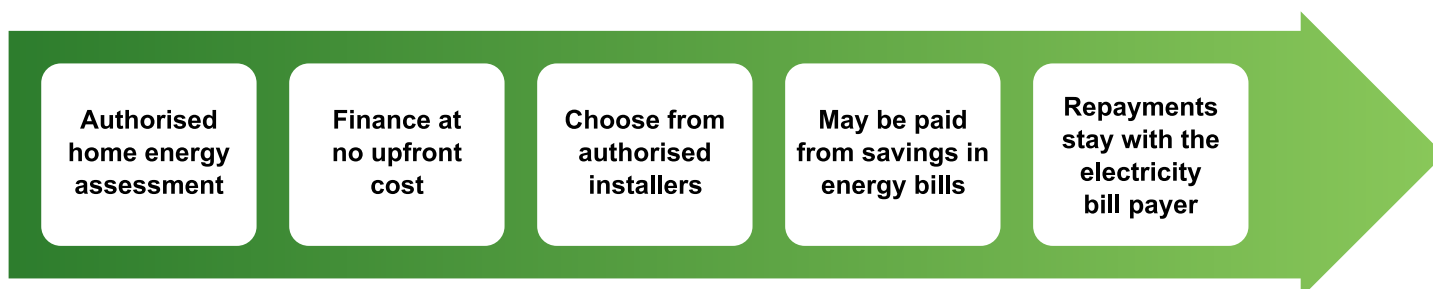 Authorised
home energy
assessment
Finance at
no upfront
cost
Choose from
authorised
installers
May be paid
from savings in
energy bills
Repayments
stay with the
electricity
bill payer